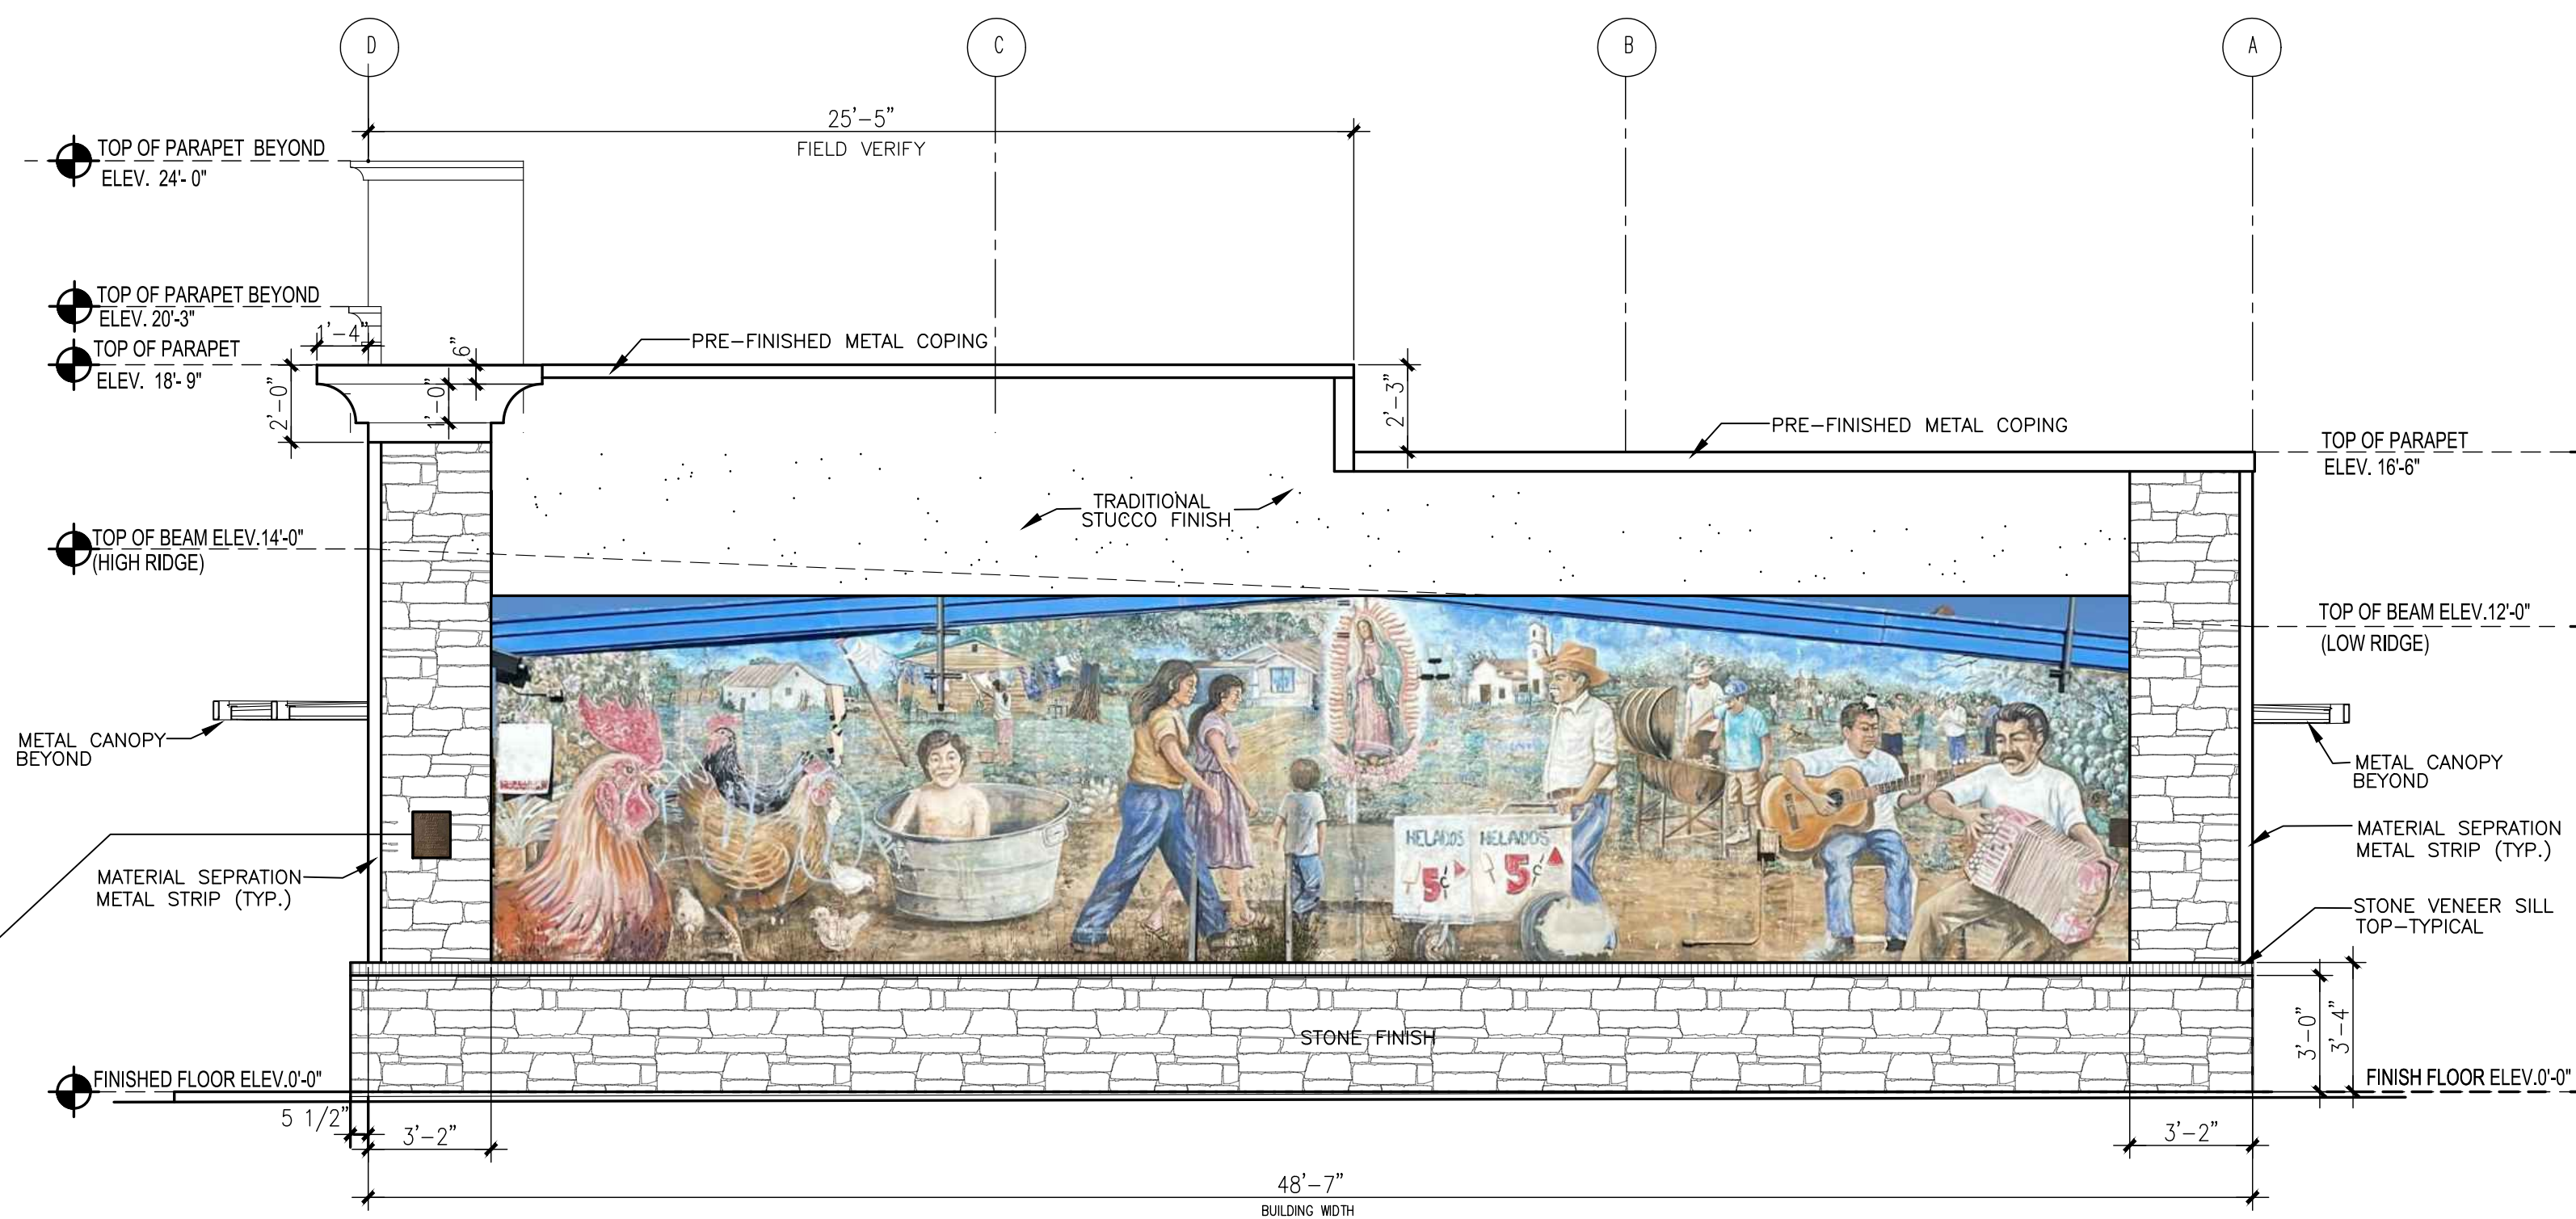 D
C
B
A
25'-5"
FIELD VERIFY
TOP OF PARAPET BEYOND
ELEV. 24'- 0"
TOP OF PARAPET BEYOND
ELEV. 20'-3"
1'-4"
TOP OF PARAPET
ELEV. 18'- 9"
6"
2'-0"
1'-0"
PRE-FINISHED METAL COPING
2'-3"
PRE-FINISHED METAL COPING
TOP OF PARAPET
ELEV. 16'-6"
TRADITIONAL
STUCCO FINISH
TOP OF BEAM ELEV.14'-0"
(HIGH RIDGE)
TOP OF BEAM ELEV.12'-0"
(LOW RIDGE)
METAL CANOPY
BEYOND
METAL CANOPY
BEYOND
HELADOS
5¢
HELADOS
5¢
MATERIAL SEPRATION
METAL STRIP (TYP.)
MATERIAL SEPRATION
METAL STRIP (TYP.)
STONE VENEER SILL
TOP-TYPICAL
STONE FINISH
3'-0"
3'-4"
FINISHED FLOOR ELEV.0'-0"
FINISH FLOOR ELEV.0'-0"
5 1/2"
3'-2"
3'-2"
48'-7"
BUILDING WIDTH